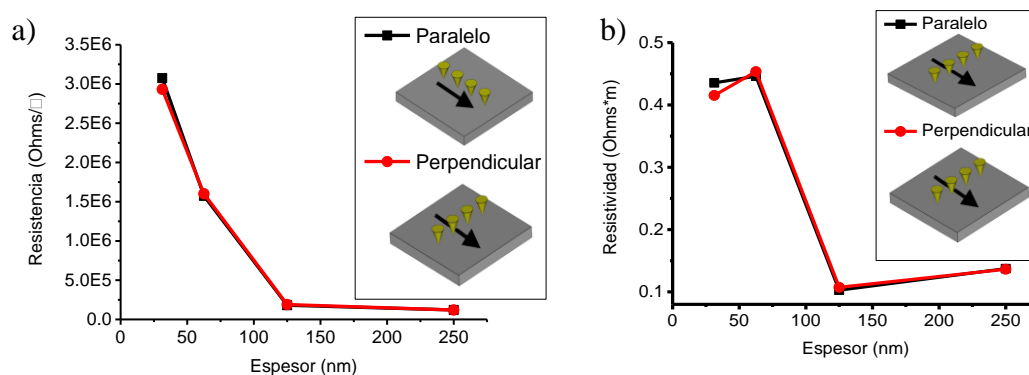 a)
3.5E6
3.0E6
2.5E6
2.0E6
1.5E6
1.0E6
5.0E5
0.0
0 50 100 150 200 250
Espesor (nm)
Resistencia (Ohms/□)
Paralelo
Perpendicular
b)
0.5
0.4
0.3
0.2
0.1
0 50 100 150 200 250
Espesor (nm)
Resistividad (Ohms*m)
Paralelo
Perpendicular